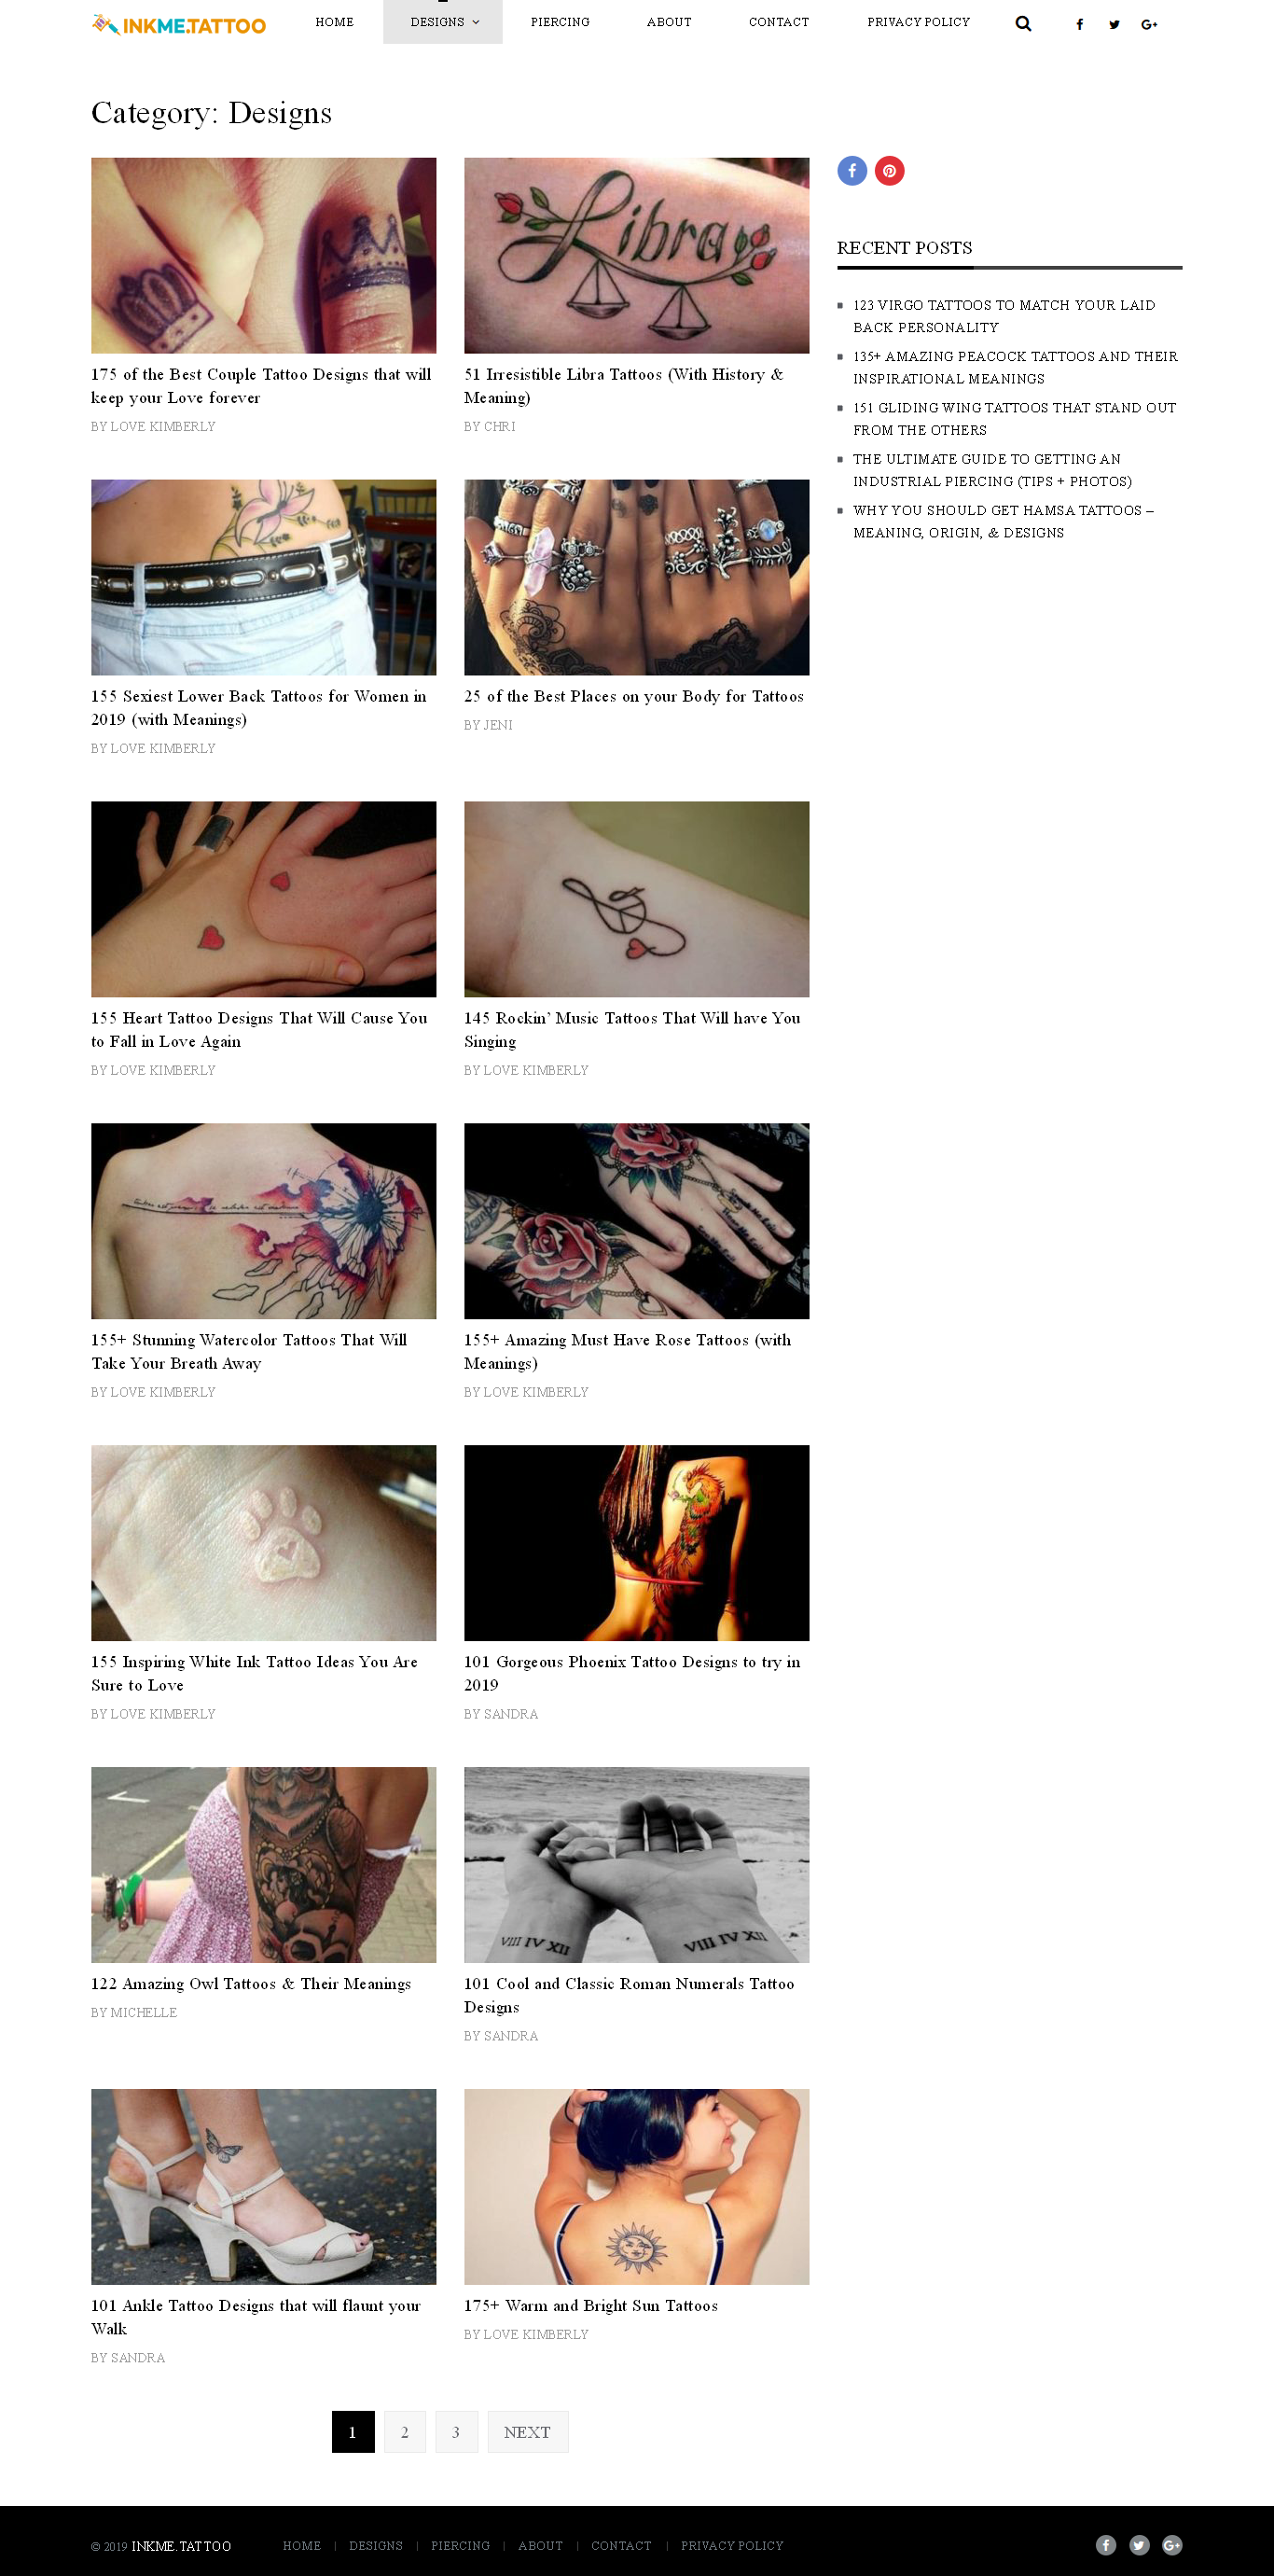 INKME.TATTOO
HOME
DESIGNS
PIERCING
ABOUT
CONTACT
PRIVACY POLICY
Category: Designs
Libra
175 of the Best Couple Tattoo Designs that will
keep your Love forever
BY LOVE KIMBERLY
51 Irresistible Libra Tattoos (With History &
Meaning)
BY CHRI
155 Sexiest Lower Back Tattoos for Women in
2019 (with Meanings)
BY LOVE KIMBERLY
25 of the Best Places on your Body for Tattoos
BY JENI
155 Heart Tattoo Designs That Will Cause You
to Fall in Love Again
BY LOVE KIMBERLY
145 Rockin’ Music Tattoos That Will have You
Singing
BY LOVE KIMBERLY
155+ Stunning Watercolor Tattoos That Will
Take Your Breath Away
BY LOVE KIMBERLY
155+ Amazing Must Have Rose Tattoos (with
Meanings)
BY LOVE KIMBERLY
155 Inspiring White Ink Tattoo Ideas You Are
Sure to Love
BY LOVE KIMBERLY
101 Gorgeous Phoenix Tattoo Designs to try in
2019
BY SANDRA
VIII IV XII
VIII IV XII
122 Amazing Owl Tattoos & Their Meanings
BY MICHELLE
101 Cool and Classic Roman Numerals Tattoo
Designs
BY SANDRA
101 Ankle Tattoo Designs that will flaunt your
Walk
BY SANDRA
175+ Warm and Bright Sun Tattoos
BY LOVE KIMBERLY
1
2
3
NEXT
RECENT POSTS
123 VIRGO TATTOOS TO MATCH YOUR LAID
BACK PERSONALITY
135+ AMAZING PEACOCK TATTOOS AND THEIR
INSPIRATIONAL MEANINGS
151 GLIDING WING TATTOOS THAT STAND OUT
FROM THE OTHERS
THE ULTIMATE GUIDE TO GETTING AN
INDUSTRIAL PIERCING (TIPS + PHOTOS)
WHY YOU SHOULD GET HAMSA TATTOOS –
MEANING, ORIGIN, & DESIGNS
© 2019 INKME.TATTOO
HOME | DESIGNS | PIERCING | ABOUT | CONTACT | PRIVACY POLICY